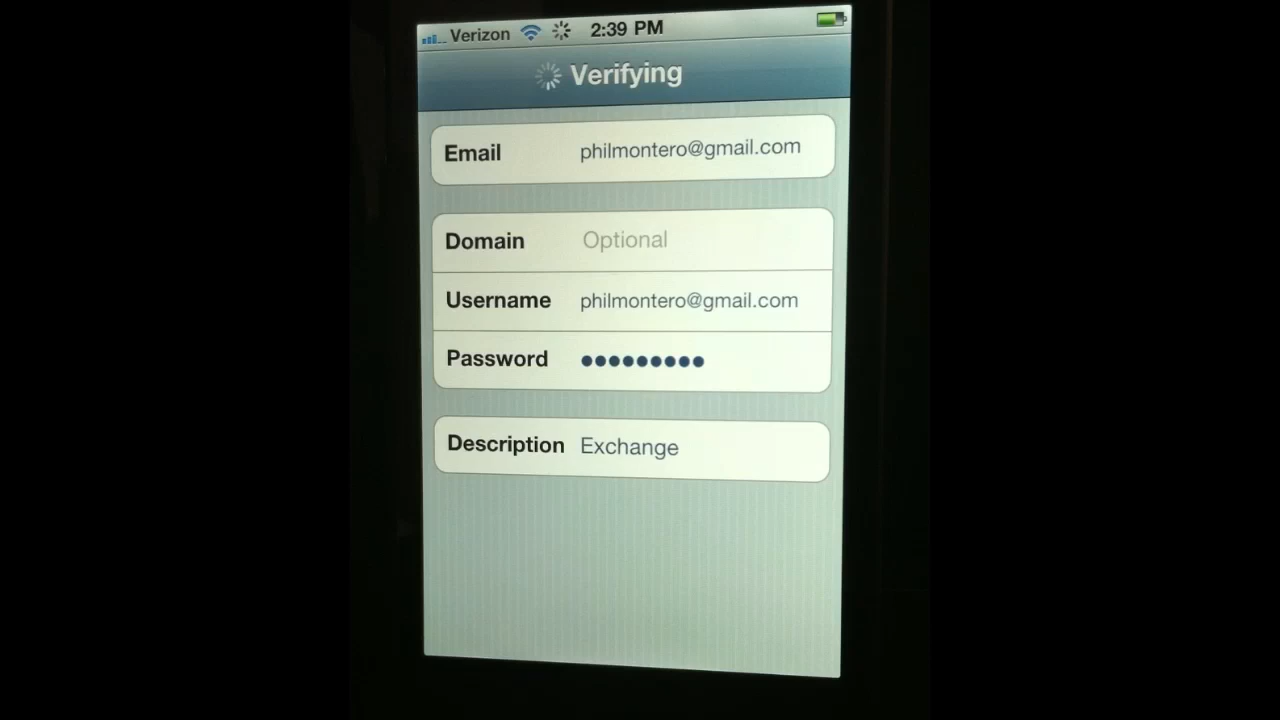 Verizon 2:39 PM
Verifying
Email philmontero@gmail.com
Domain Optional
Username philmontero@gmail.com
Password ●●●●●●●●●
Description Exchange